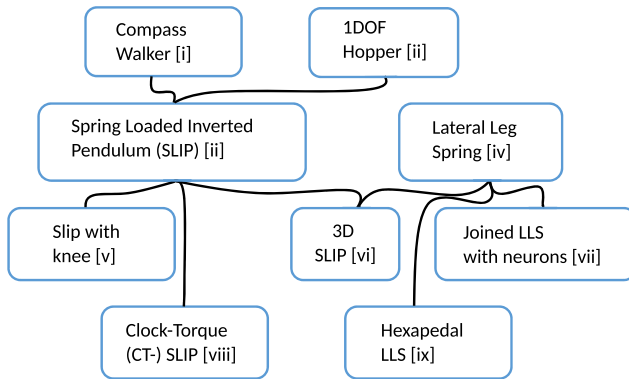 Compass
Walker [i]
1DOF
Hopper [ii]
Spring Loaded Inverted
Pendulum (SLIP) [ii]
Lateral Leg
Spring [iv]
Slip with
knee [v]
3D
SLIP [vi]
Joined LLS
with neurons [vii]
Clock-Torque
(CT-) SLIP [viii]
Hexapedal
LLS [ix]